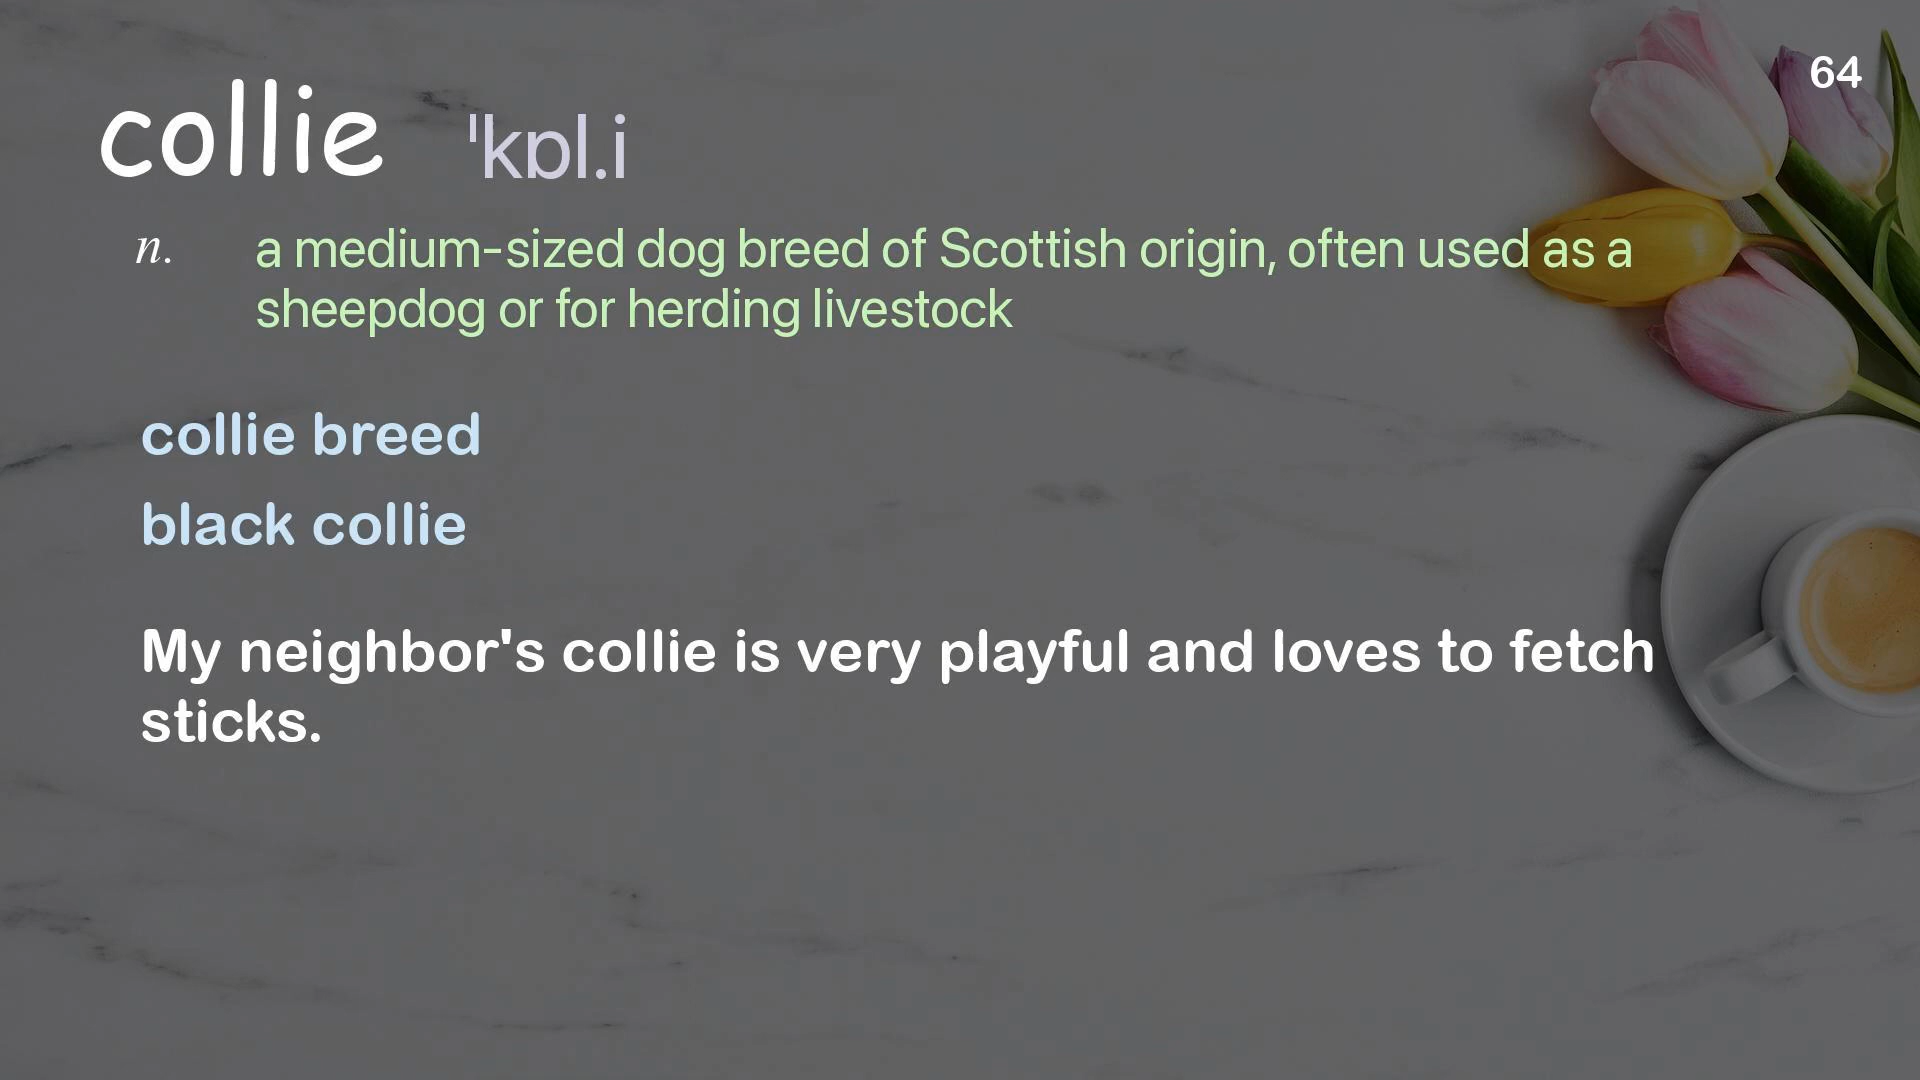 64
collie ˈkɒl.i
n. a medium-sized dog breed of Scottish origin, often used as a
sheepdog or for herding livestock
collie breed
black collie
My neighbor's collie is very playful and loves to fetch
sticks.